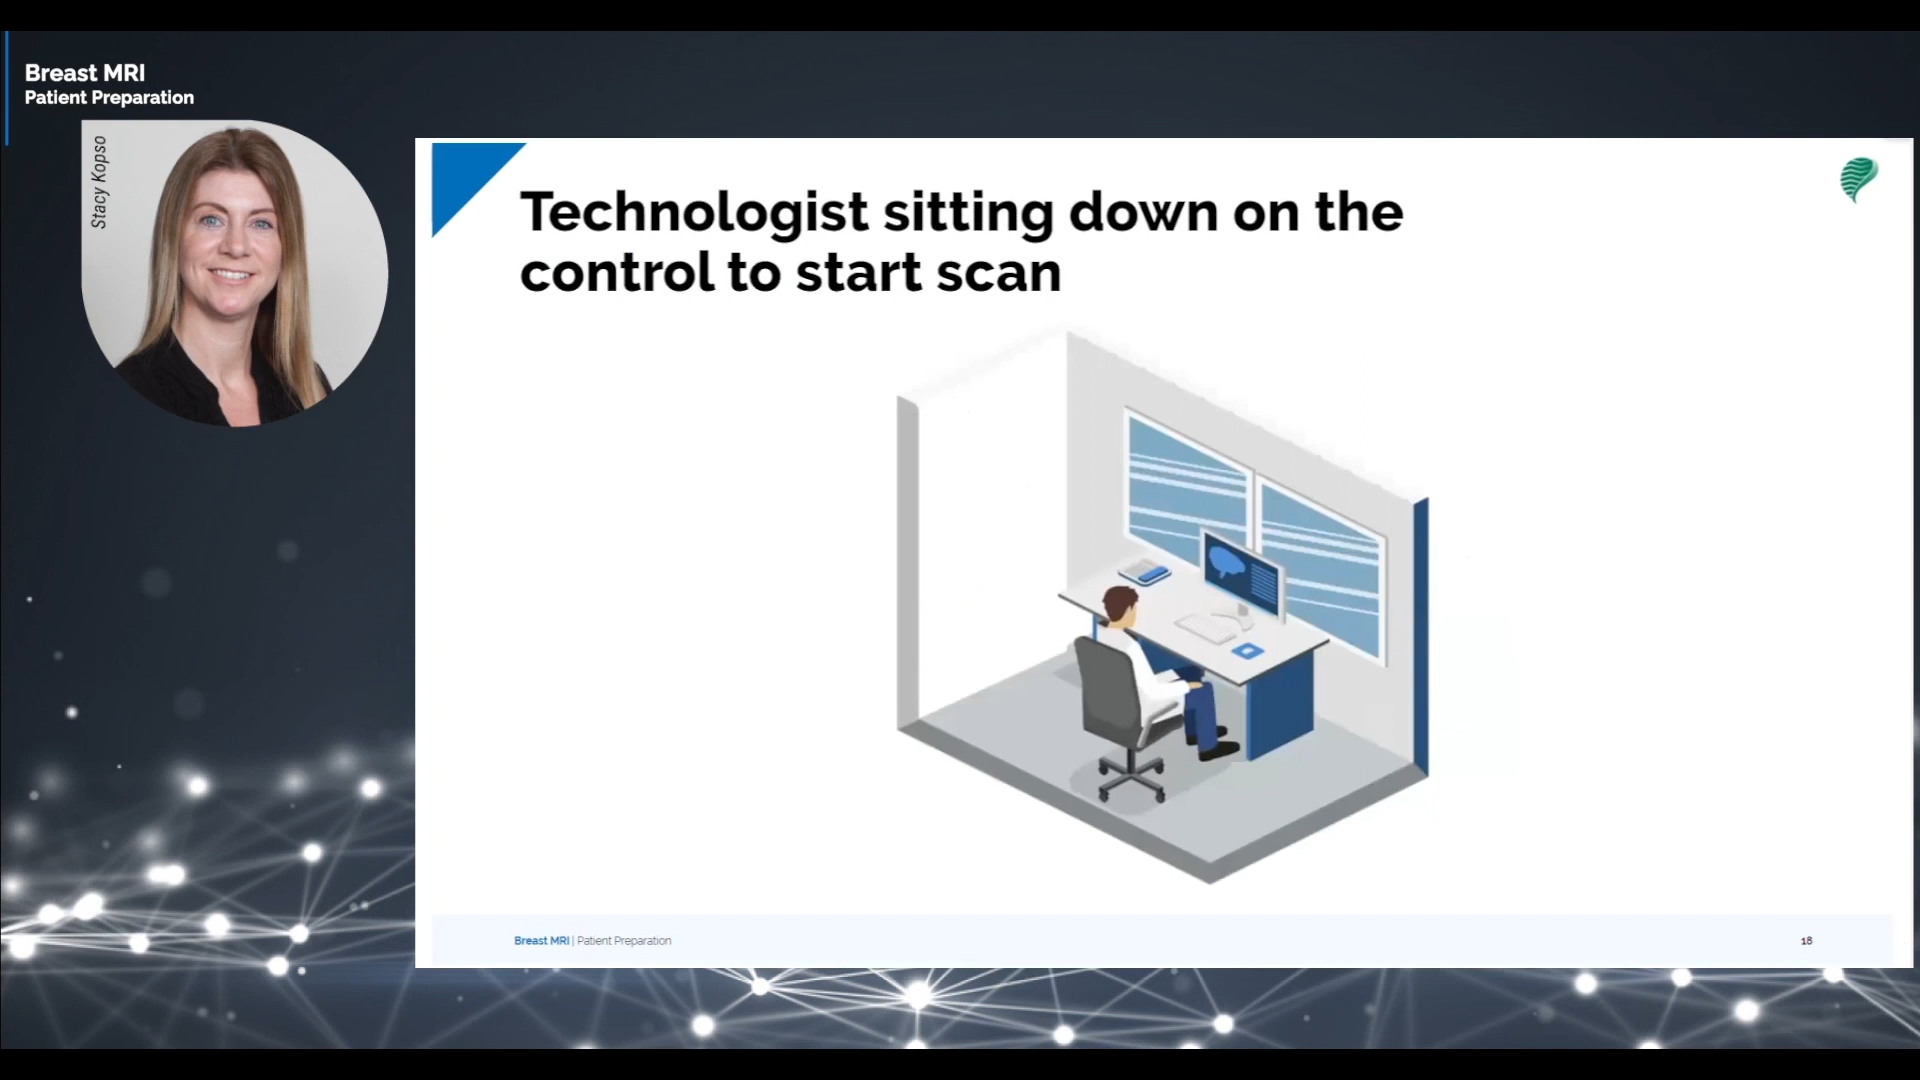 Breast MRI
Patient Preparation
Stacy Kopso
Technologist sitting down on the
control to start scan
Breast MRI | Patient Preparation
18